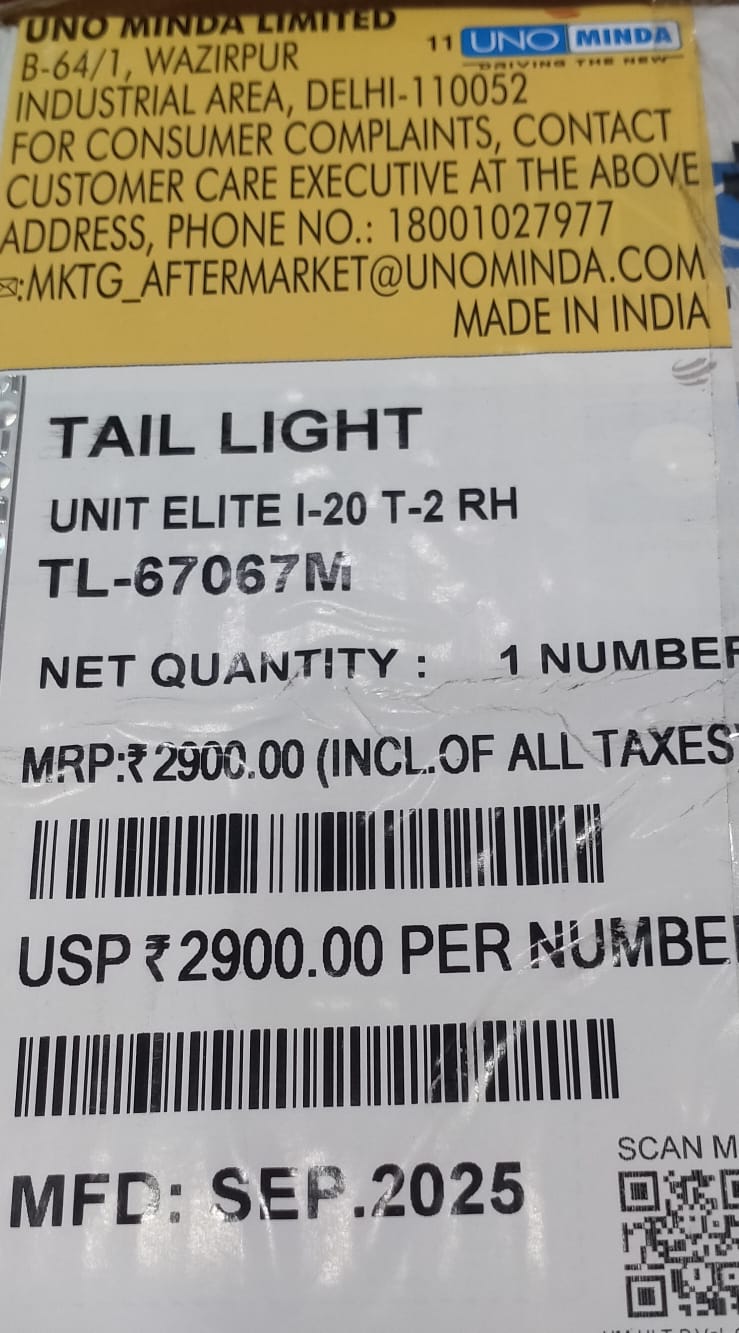 UNO MINDA LIMITED
11 UNO MINDA
DRIVING THE NEW
B-64/1, WAZIRPUR
INDUSTRIAL AREA, DELHI-110052
FOR CONSUMER COMPLAINTS, CONTACT
CUSTOMER CARE EXECUTIVE AT THE ABOVE
ADDRESS, PHONE NO.: 18001027977
✉:MKTG_AFTERMARKET@UNOMINDA.COM
MADE IN INDIA
TAIL LIGHT
UNIT ELITE I-20 T-2 RH
TL-67067M
NET QUANTITY : 1 NUMBER
MRP:₹2900.00 (INCL.OF ALL TAXES
USP ₹2900.00 PER NUMBE
MFD: SEP.2025
SCAN M